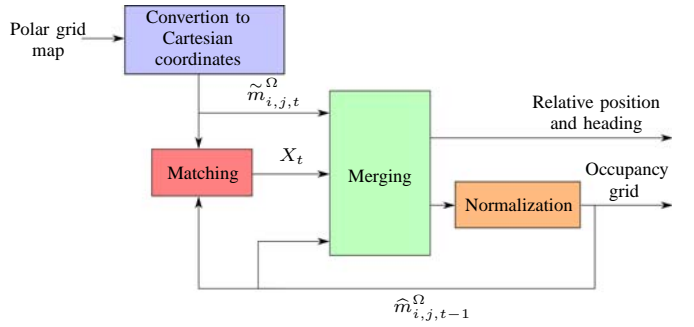 Polar grid
map
Convertion to
Cartesian
coordinates
m̃^Ω_{i,j,t}
Matching
X_t
Merging
Relative position
and heading
Normalization
Occupancy
grid
m̂^Ω_{i,j,t−1}